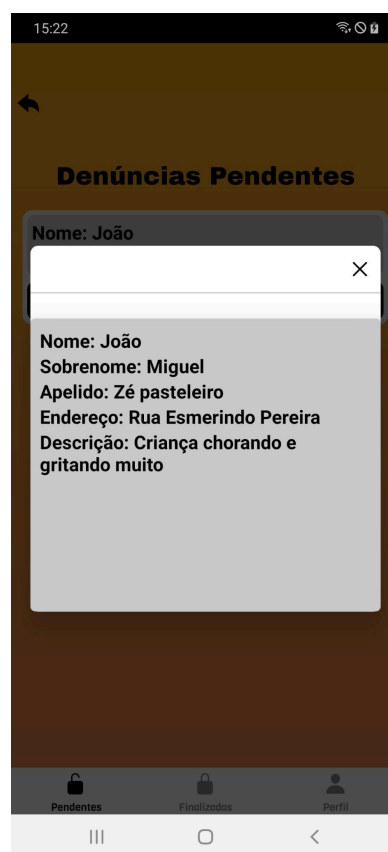 15:22
Denúncias Pendentes
Nome: João
Nome: João
Sobrenome: Miguel
Apelido: Zé pasteleiro
Endereço: Rua Esmerindo Pereira
Descrição: Criança chorando e
gritando muito
Pendentes Finalizadas Perfil